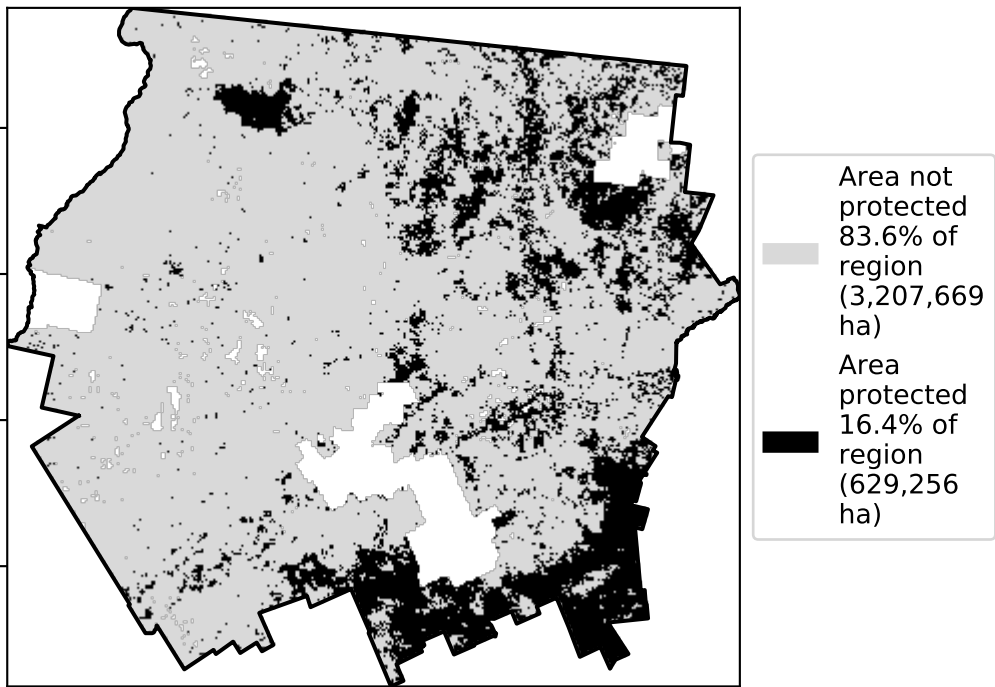 Area not
protected
83.6% of
region
(3,207,669
ha)
Area
protected
16.4% of
region
(629,256
ha)